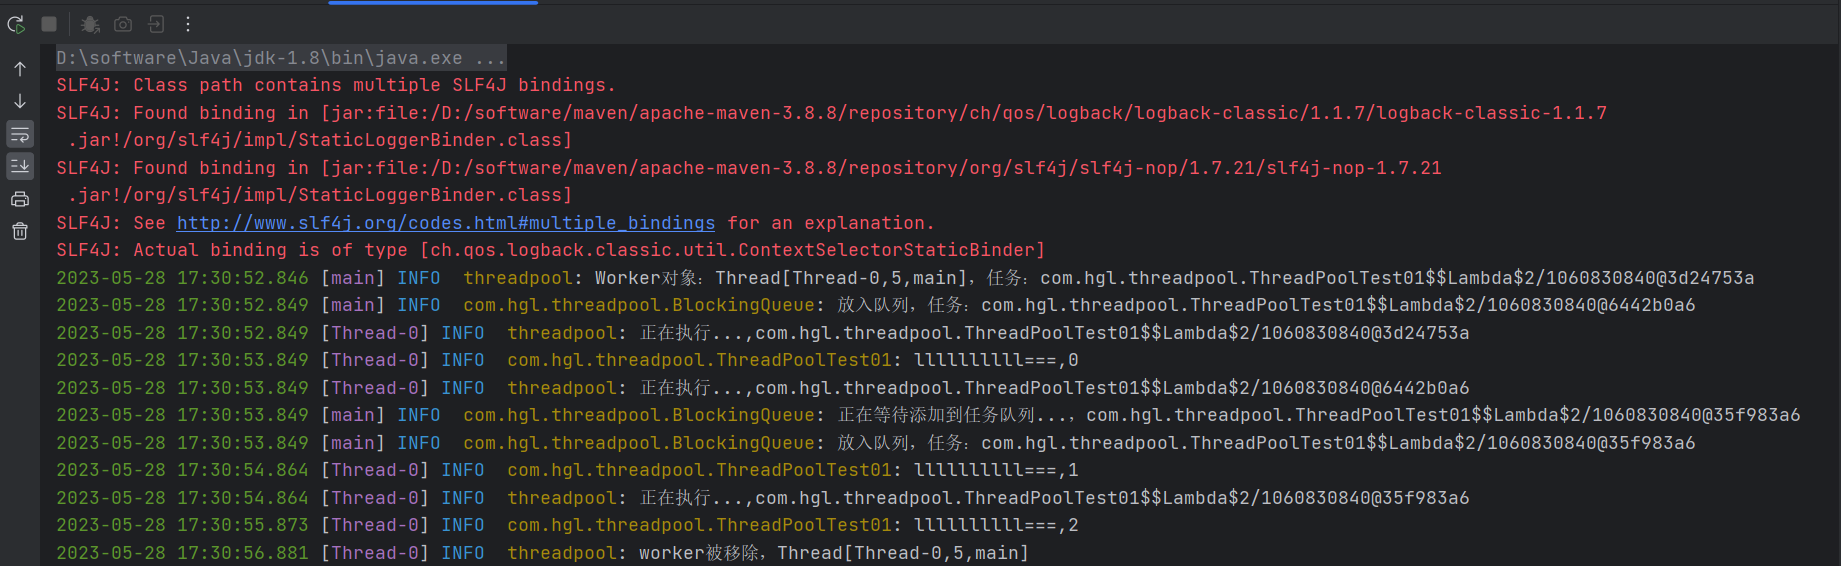 D:\software\Java\jdk-1.8\bin\java.exe ...
SLF4J: Class path contains multiple SLF4J bindings.
SLF4J: Found binding in [jar:file:/D:/software/maven/apache-maven-3.8.8/repository/ch/qos/logback/logback-classic/1.1.7/logback-classic-1.1.7
.jar!/org/slf4j/impl/StaticLoggerBinder.class]
SLF4J: Found binding in [jar:file:/D:/software/maven/apache-maven-3.8.8/repository/org/slf4j/slf4j-nop/1.7.21/slf4j-nop-1.7.21
.jar!/org/slf4j/impl/StaticLoggerBinder.class]
SLF4J: See http://www.slf4j.org/codes.html#multiple_bindings for an explanation.
SLF4J: Actual binding is of type [ch.qos.logback.classic.util.ContextSelectorStaticBinder]
2023-05-28 17:30:52.846 [main] INFO  threadpool: Worker对象：Thread[Thread-0,5,main]，任务：com.hgl.threadpool.ThreadPoolTest01$$Lambda$2/1060830840@3d24753a
2023-05-28 17:30:52.849 [main] INFO  com.hgl.threadpool.BlockingQueue: 放入队列，任务：com.hgl.threadpool.ThreadPoolTest01$$Lambda$2/1060830840@6442b0a6
2023-05-28 17:30:52.849 [Thread-0] INFO  threadpool: 正在执行...,com.hgl.threadpool.ThreadPoolTest01$$Lambda$2/1060830840@3d24753a
2023-05-28 17:30:53.849 [Thread-0] INFO  com.hgl.threadpool.ThreadPoolTest01: llllllllll===,0
2023-05-28 17:30:53.849 [Thread-0] INFO  threadpool: 正在执行...,com.hgl.threadpool.ThreadPoolTest01$$Lambda$2/1060830840@6442b0a6
2023-05-28 17:30:53.849 [main] INFO  com.hgl.threadpool.BlockingQueue: 正在等待添加到任务队列...，com.hgl.threadpool.ThreadPoolTest01$$Lambda$2/1060830840@35f983a6
2023-05-28 17:30:53.849 [main] INFO  com.hgl.threadpool.BlockingQueue: 放入队列，任务：com.hgl.threadpool.ThreadPoolTest01$$Lambda$2/1060830840@35f983a6
2023-05-28 17:30:54.864 [Thread-0] INFO  com.hgl.threadpool.ThreadPoolTest01: llllllllll===,1
2023-05-28 17:30:54.864 [Thread-0] INFO  threadpool: 正在执行...,com.hgl.threadpool.ThreadPoolTest01$$Lambda$2/1060830840@35f983a6
2023-05-28 17:30:55.873 [Thread-0] INFO  com.hgl.threadpool.ThreadPoolTest01: llllllllll===,2
2023-05-28 17:30:56.881 [Thread-0] INFO  threadpool: worker被移除，Thread[Thread-0,5,main]